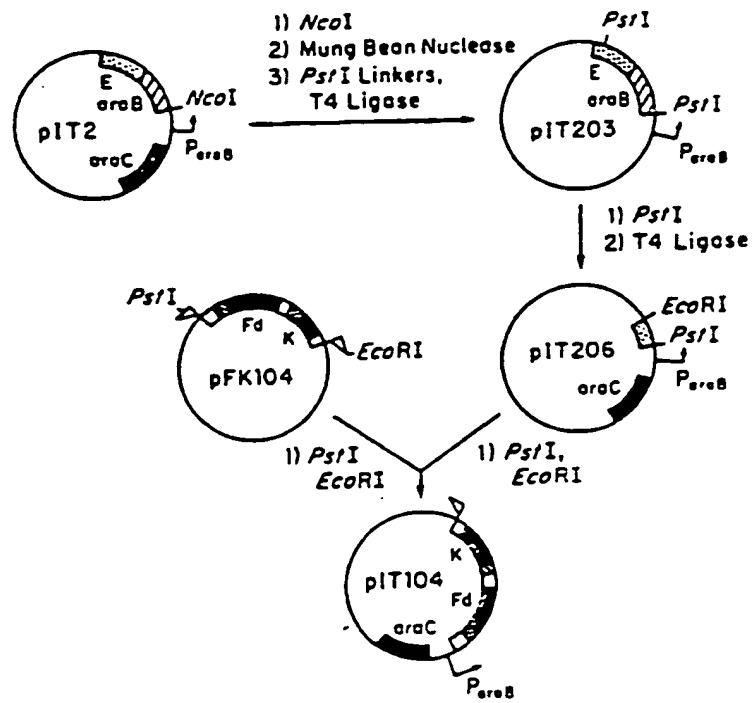 1) NcoI
2) Mung Bean Nuclease
3) PstI Linkers,
T4 Ligase
E
araB
NcoI
pIT2
ParaB
araC
PstI
E
araB
PstI
pIT203
ParaB
1) PstI
2) T4 Ligase
PstI
Fd
K
EcoRI
pFK104
EcoRI
PstI
pIT206
ParaB
araC
1) PstI
EcoRI
1) PstI,
EcoRI
K
pIT104
Fd
araC
ParaB